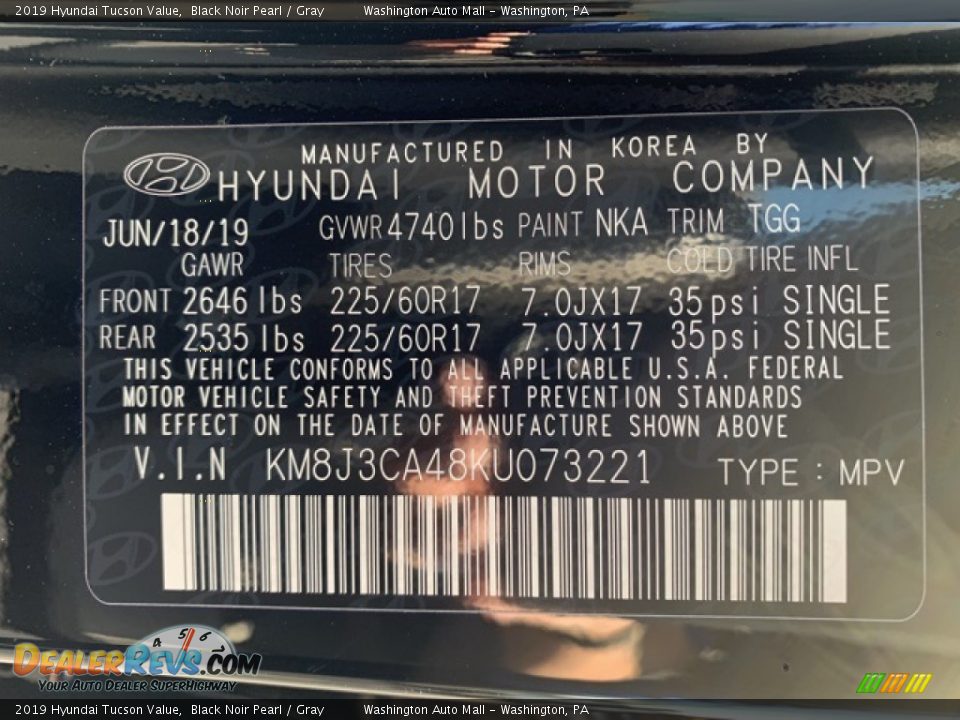 2019 Hyundai Tucson Value, Black Noir Pearl / Gray Washington Auto Mall - Washington, PA
MANUFACTURED IN KOREA BY
HYUNDAI MOTOR COMPANY
JUN/18/19 GVWR4740lbs PAINT NKA TRIM TGG
GAWR TIRES RIMS COLD TIRE INFL
FRONT 2646 lbs 225/60R17 7.0JX17 35psi SINGLE
REAR 2535 lbs 225/60R17 7.0JX17 35psi SINGLE
THIS VEHICLE CONFORMS TO ALL APPLICABLE U.S.A. FEDERAL
MOTOR VEHICLE SAFETY AND THEFT PREVENTION STANDARDS
IN EFFECT ON THE DATE OF MANUFACTURE SHOWN ABOVE
V.I.N KM8J3CA48KU073221 TYPE : MPV
4 5 6
DEALERREVS.COM
YOUR AUTO DEALER SUPERHIGHWAY
2019 Hyundai Tucson Value, Black Noir Pearl / Gray Washington Auto Mall - Washington, PA